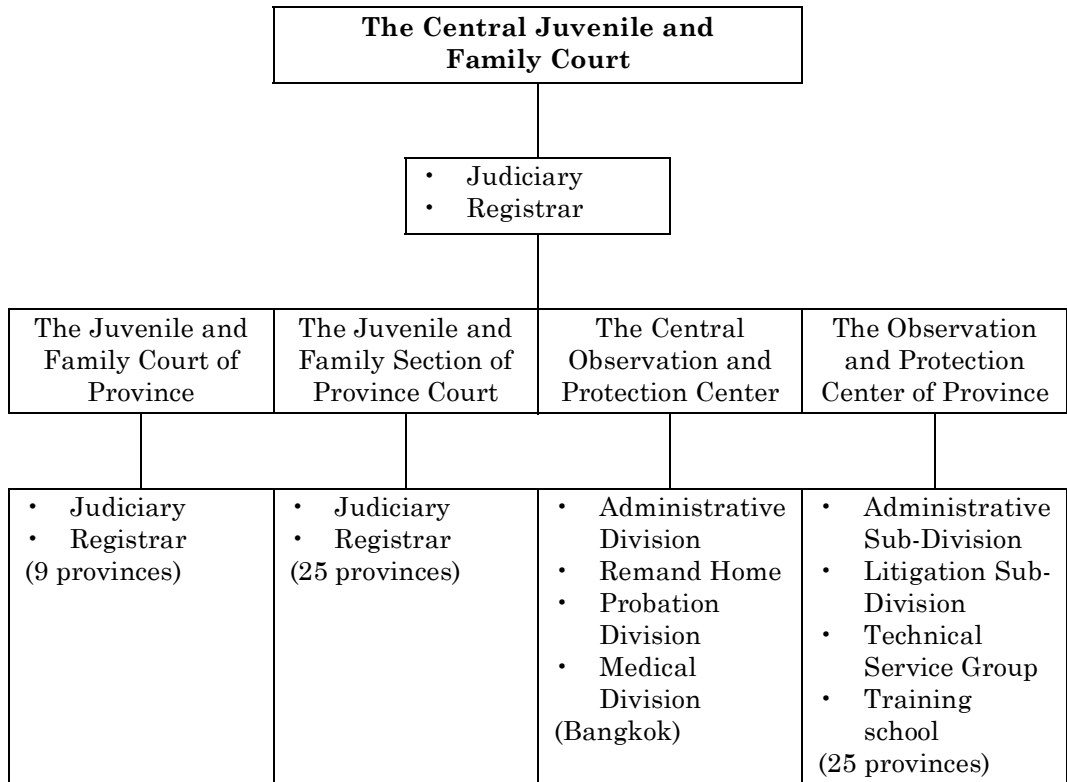 The Central Juvenile and
Family Court
• Judiciary
• Registrar
The Juvenile and
Family Court of
Province
The Juvenile and
Family Section of
Province Court
The Central
Observation and
Protection Center
The Observation
and Protection
Center of Province
• Judiciary
• Registrar
(9 provinces)
• Judiciary
• Registrar
(25 provinces)
• Administrative
Division
• Remand Home
• Probation
Division
• Medical
Division
(Bangkok)
• Administrative
Sub-Division
• Litigation Sub-
Division
• Technical
Service Group
• Training
school
(25 provinces)